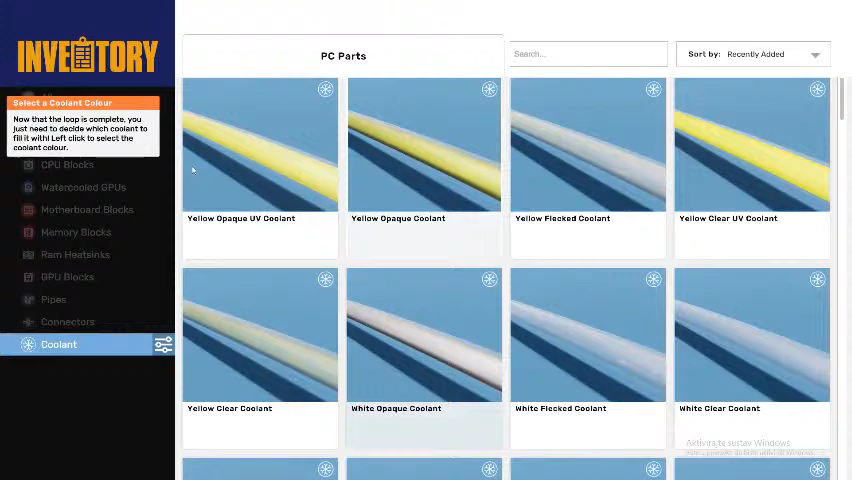 INVENTORY
PC Parts
Search...
Sort by: Recently Added
Select a Coolant Colour
Now that the loop is complete, you
just need to decide which coolant to
fill it with! Left click to select the
coolant colour.
CPU Blocks
Watercooled GPUs
Motherboard Blocks
Memory Blocks
Ram Heatsinks
GPU Blocks
Pipes
Connectors
Coolant
Yellow Opaque UV Coolant
Yellow Opaque Coolant
Yellow Flecked Coolant
Yellow Clear UV Coolant
Yellow Clear Coolant
White Opaque Coolant
White Flecked Coolant
White Clear Coolant
Aktivirajte sustav Windows